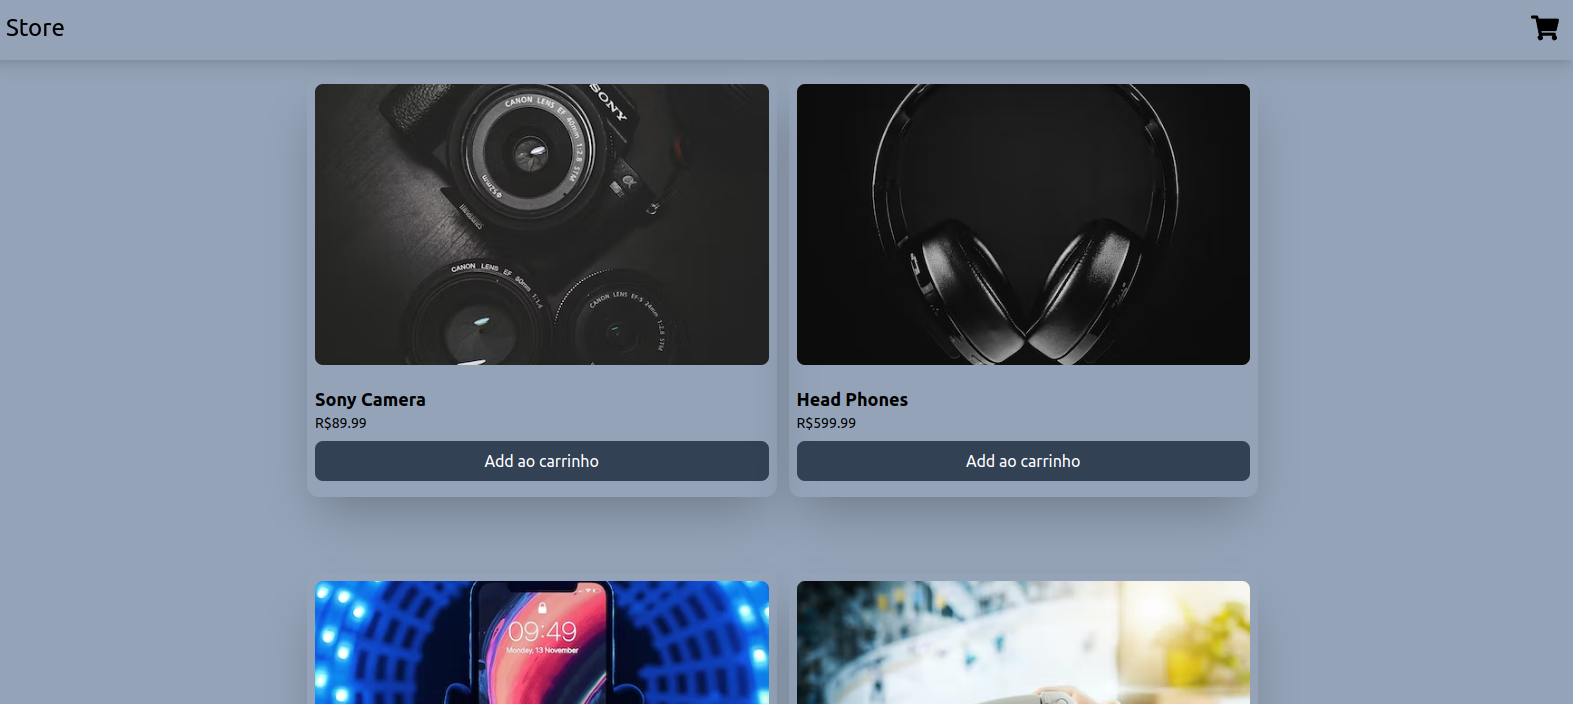 Store
SONY
CANON LENS EF 40mm 1:2.8 STM
Φ52mm
α
CANON LENS EF 50mm 1:1.4
CANON LENS EF-S 24mm 1:2.8 STM
Sony Camera
R$89.99
Add ao carrinho
Head Phones
R$599.99
Add ao carrinho
09:49
Monday, 13 November